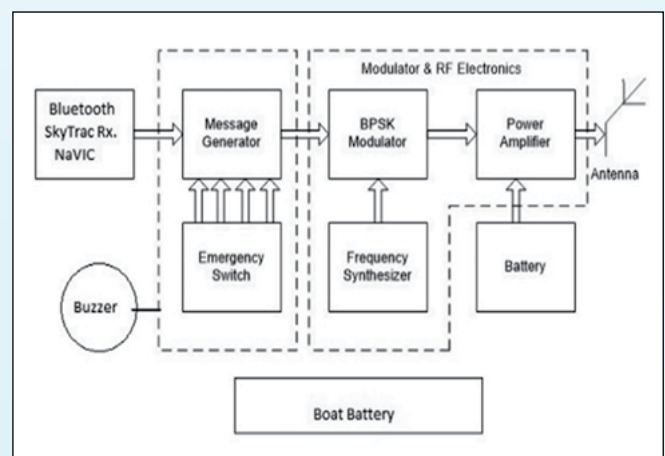 Modulator & RF Electronics
Bluetooth
SkyTrac Rx.
NaVIC
Message
Generator
BPSK
Modulator
Power
Amplifier
Antenna
Emergency
Switch
Frequency
Synthesizer
Battery
Buzzer
Boat Battery